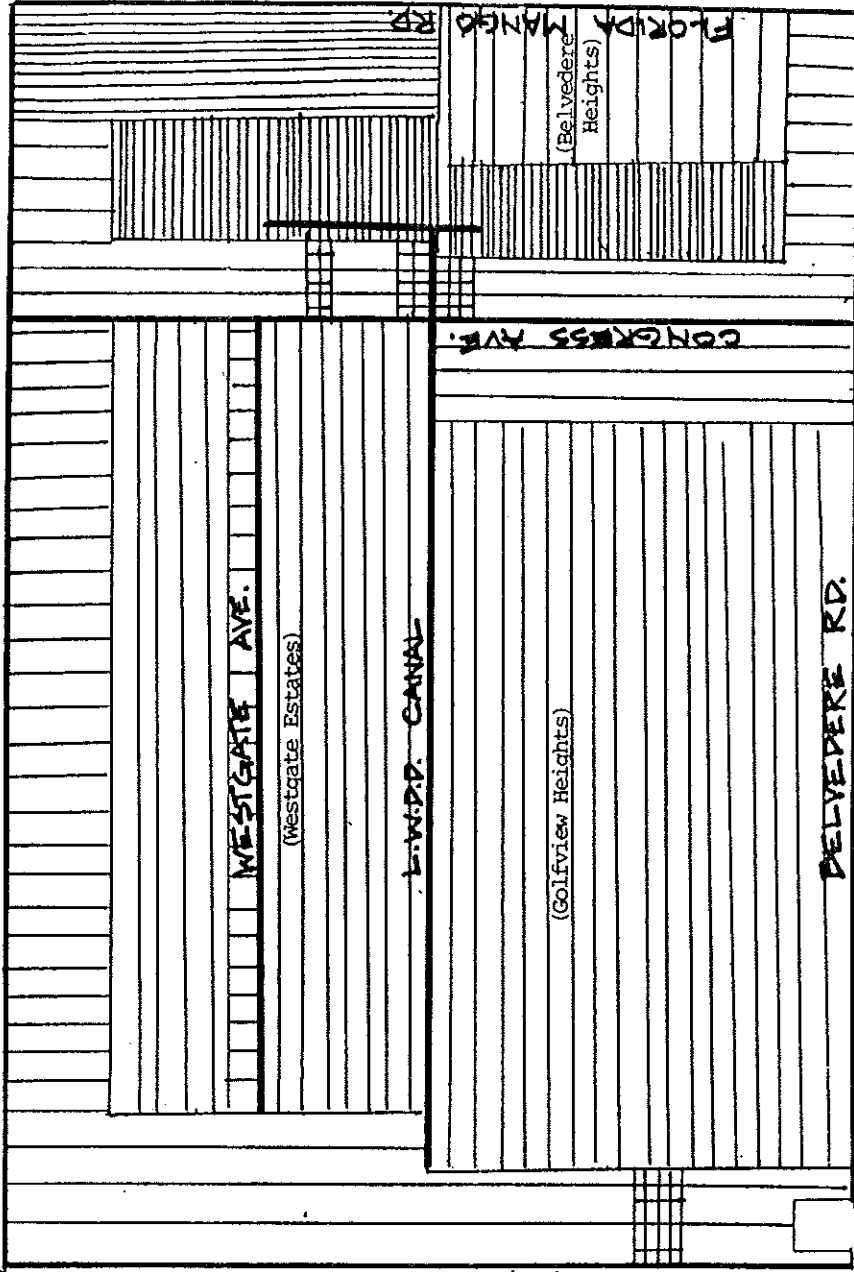 FLORIDA MANGO RD.
(Belvedere
Heights)
CONGRESS AVE.
WESTGATE AVE.
(Westgate Estates)
L.W.D.D. CANAL
(Golfview Heights)
BELVEDERE RD.